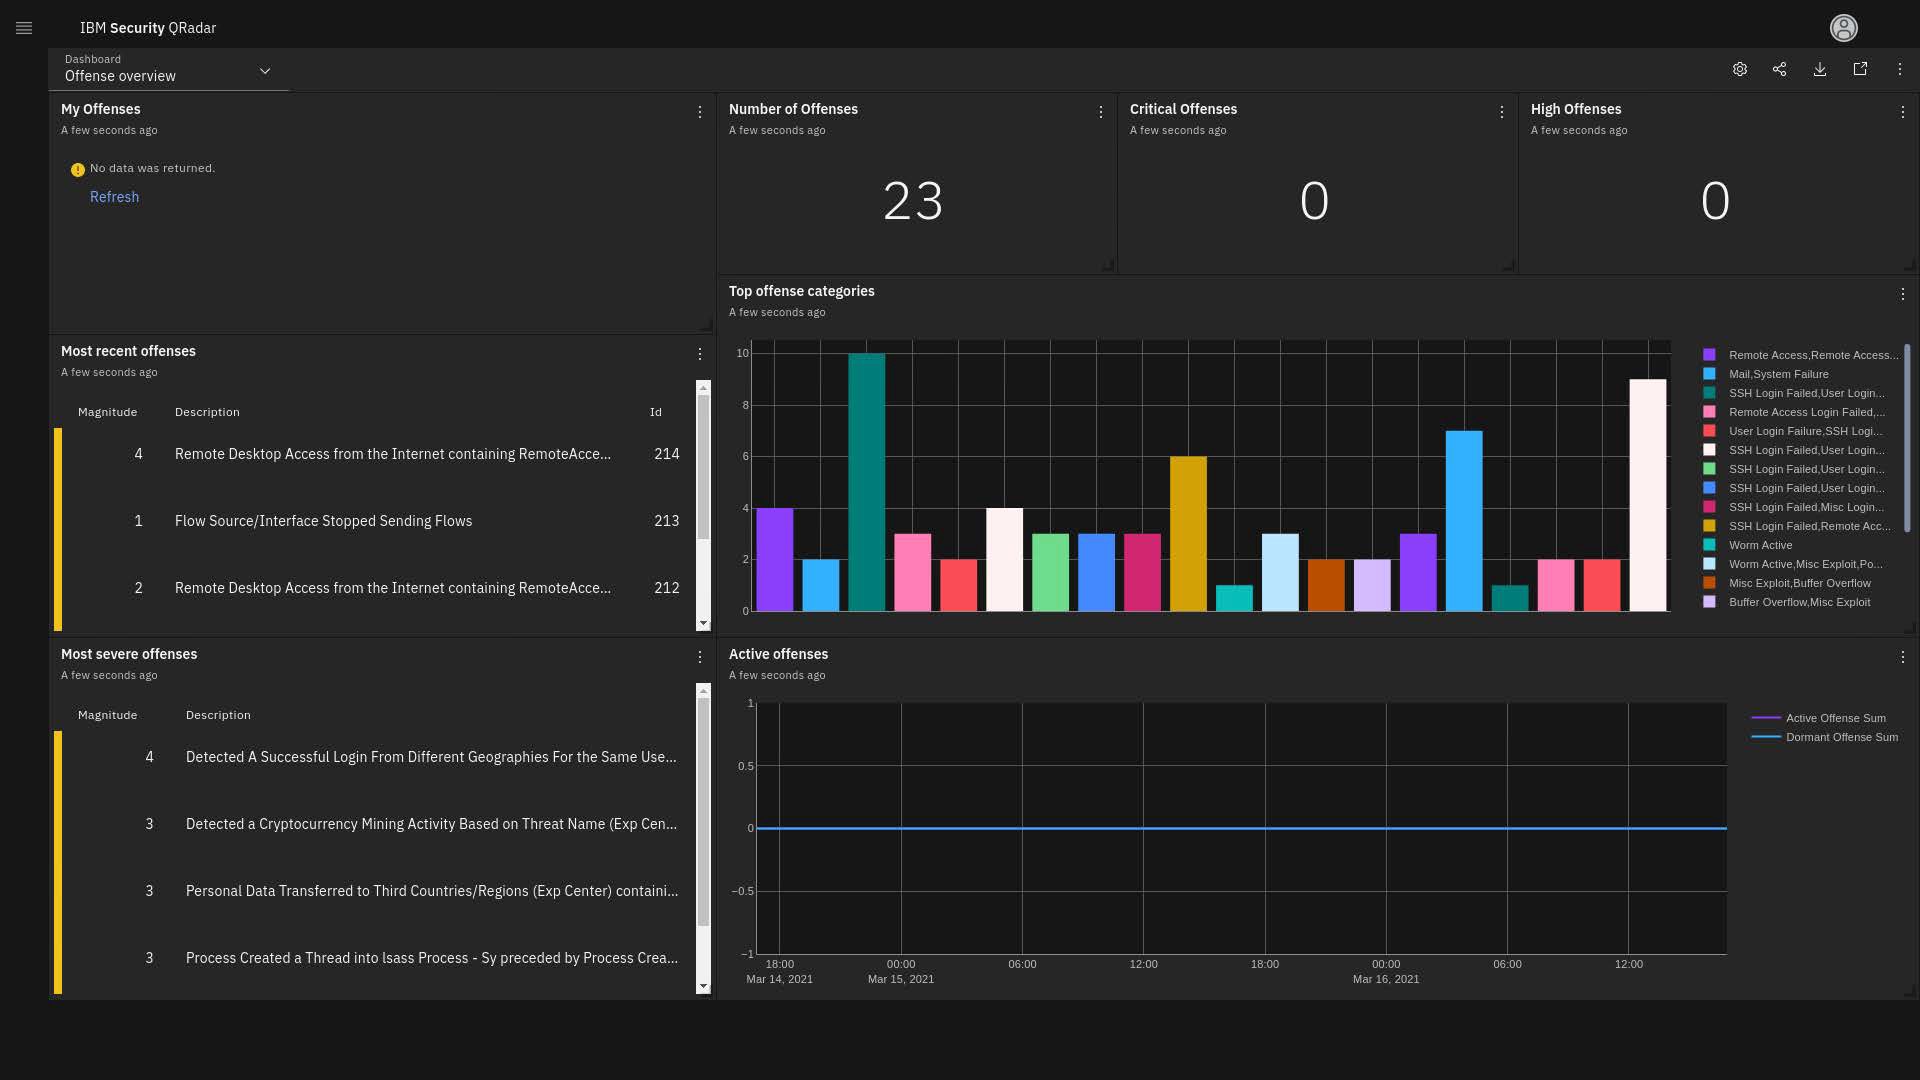 IBM Security QRadar
Dashboard
Offense overview
My Offenses
A few seconds ago
No data was returned.
Refresh
Number of Offenses
A few seconds ago
23
Critical Offenses
A few seconds ago
0
High Offenses
A few seconds ago
0
Most recent offenses
A few seconds ago
Magnitude Description Id
4 Remote Desktop Access from the Internet containing RemoteAcce... 214
1 Flow Source/Interface Stopped Sending Flows 213
2 Remote Desktop Access from the Internet containing RemoteAcce... 212
Top offense categories
A few seconds ago
10
8
6
4
2
0
Remote Access,Remote Access...
Mail,System Failure
SSH Login Failed,User Login...
Remote Access Login Failed,...
User Login Failure,SSH Logi...
SSH Login Failed,User Login...
SSH Login Failed,User Login...
SSH Login Failed,User Login...
SSH Login Failed,Misc Login...
SSH Login Failed,Remote Acc...
Worm Active
Worm Active,Misc Exploit,Po...
Misc Exploit,Buffer Overflow
Buffer Overflow,Misc Exploit
Most severe offenses
A few seconds ago
Magnitude Description
4 Detected A Successful Login From Different Geographies For the Same Use...
3 Detected a Cryptocurrency Mining Activity Based on Threat Name (Exp Cen...
3 Personal Data Transferred to Third Countries/Regions (Exp Center) containi...
3 Process Created a Thread into lsass Process - Sy preceded by Process Crea...
Active offenses
A few seconds ago
1
0.5
0
−0.5
−1
18:00 00:00 06:00 12:00 18:00 00:00 06:00 12:00
Mar 14, 2021 Mar 15, 2021 Mar 16, 2021
Active Offense Sum
Dormant Offense Sum